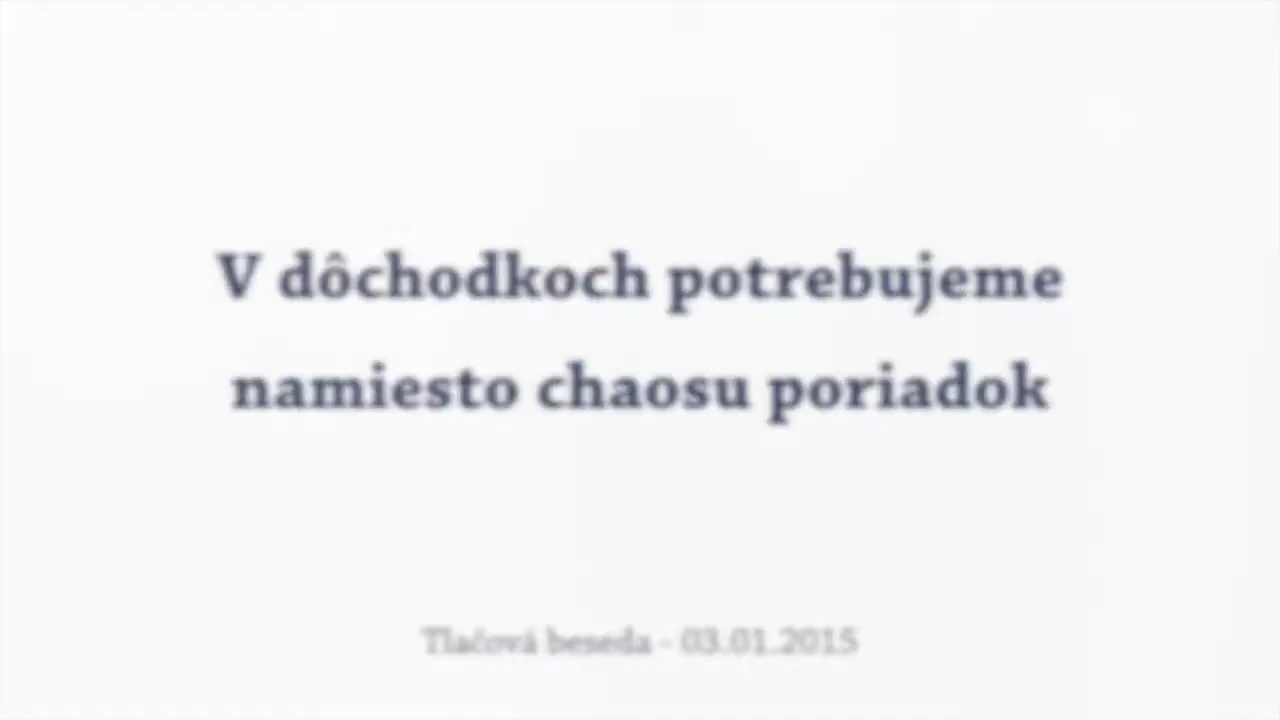 V dôchodkoch potrebujeme
namiesto chaosu poriadok
Tlačová beseda - 03.01.2015